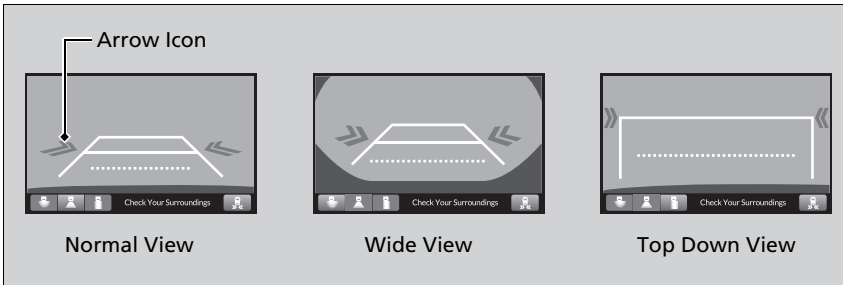 Arrow Icon
Check Your Surroundings
Check Your Surroundings
Check Your Surroundings
Normal View
Wide View
Top Down View